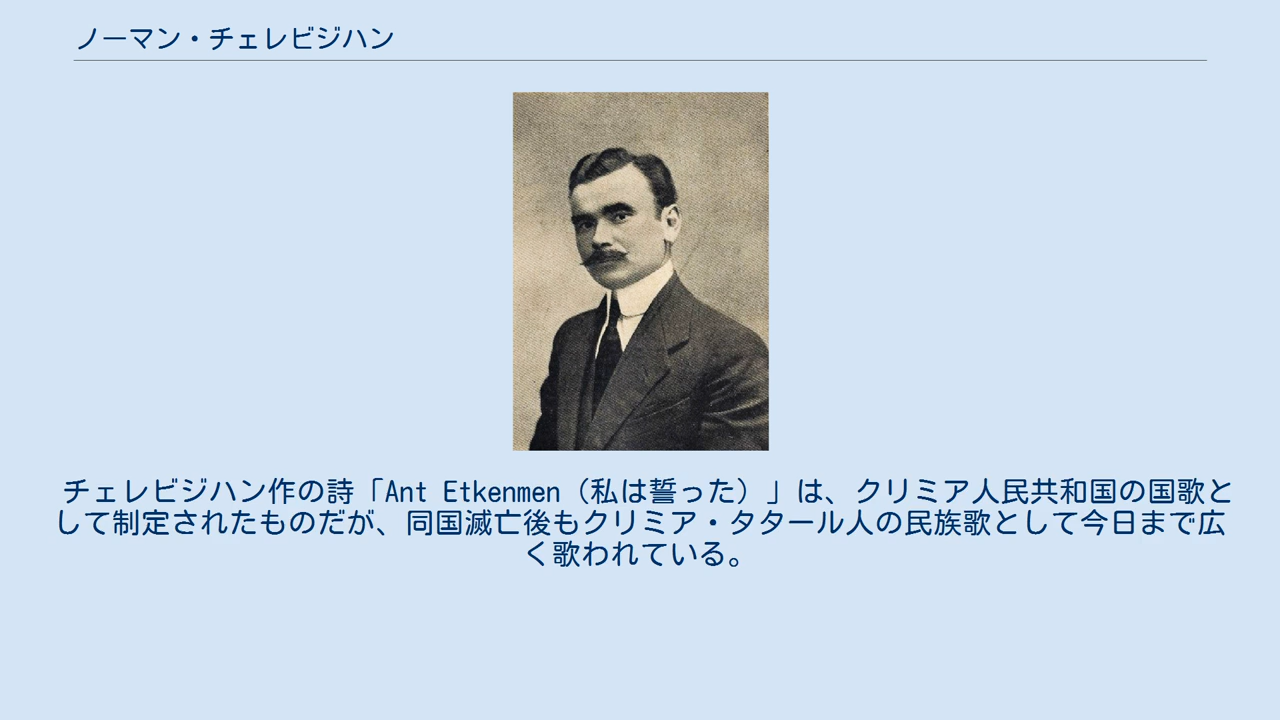 ノーマン・チェレビジハン
チェレビジハン作の詩「Ant Etkenmen（私は誓った）」は、クリミア人民共和国の国歌と
して制定されたものだが、同国滅亡後もクリミア・タタール人の民族歌として今日まで広
く歌われている。